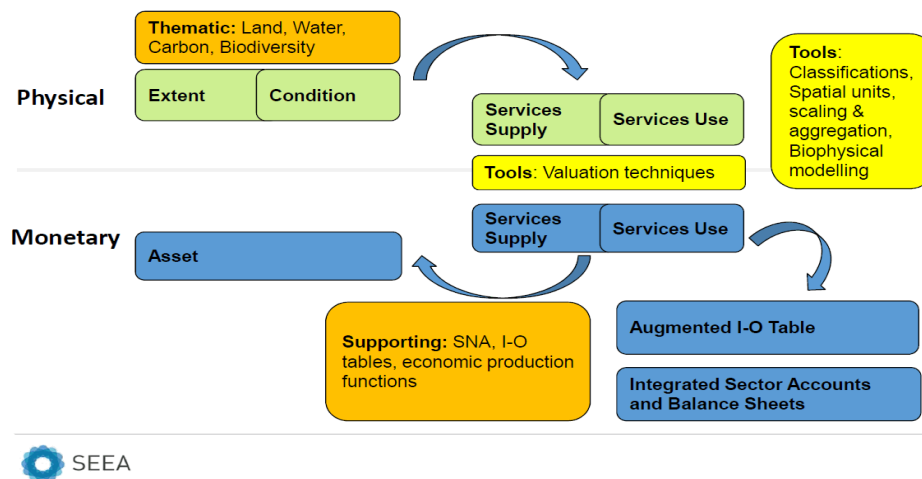 Thematic: Land, Water,
Carbon, Biodiversity
Physical
Extent
Condition
Services
Supply
Services Use
Tools:
Classifications,
Spatial units,
scaling &
aggregation,
Biophysical
modelling
Tools: Valuation techniques
Monetary
Services
Supply
Services Use
Asset
Supporting: SNA, I-O
tables, economic production
functions
Augmented I-O Table
Integrated Sector Accounts
and Balance Sheets
SEEA